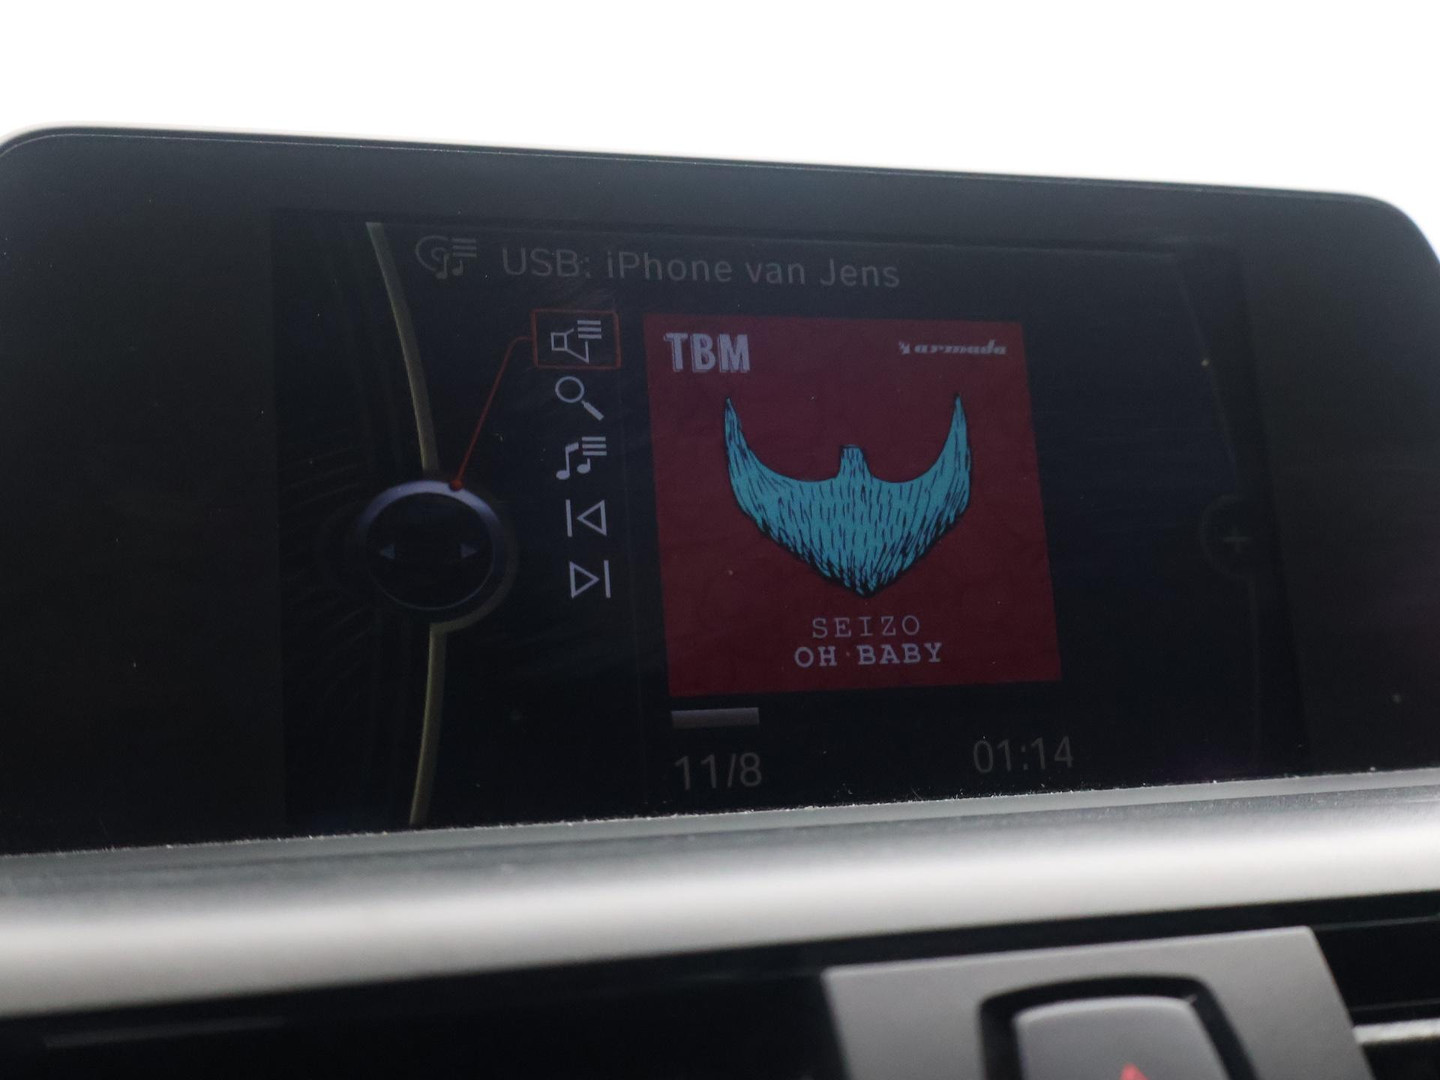 USB: iPhone van Jens
TBM
armada
SEIZO
OH BABY
11/8
01:14